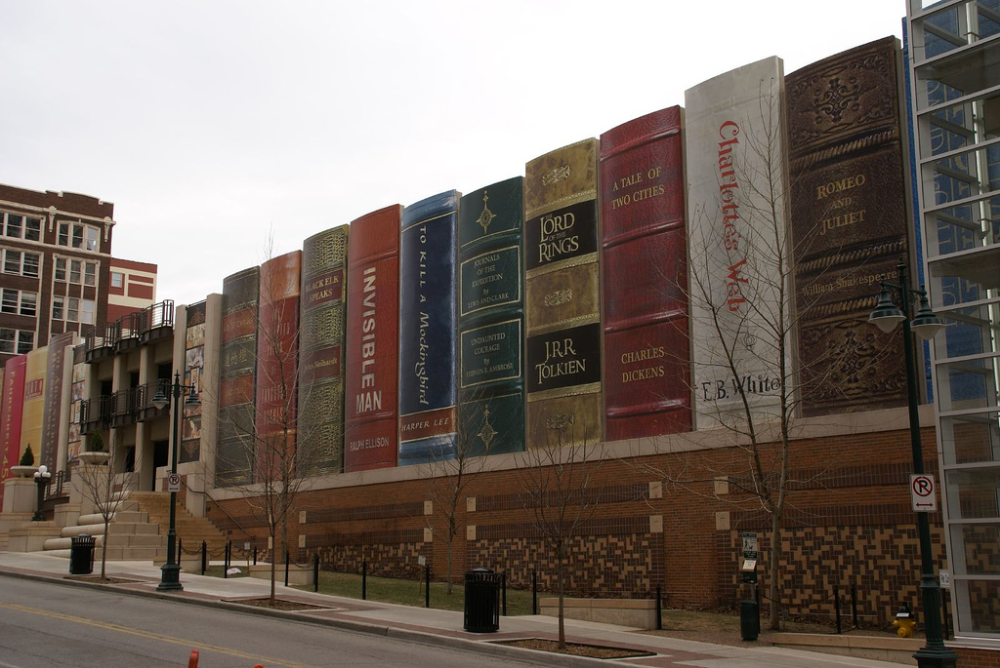 BLACK ELK
SPEAKS
INVISIBLE
MAN
RALPH ELLISON
TO KILL A Mockingbird
HARPER LEE
JOURNALS
OF THE
EXPEDITION
BY
LEWIS AND CLARK
UNDAUNTED
COURAGE
BY
STEPHEN E. AMBROSE
THE
LORD
OF THE
RINGS
J.R.R.
TOLKIEN
A TALE OF
TWO CITIES
CHARLES
DICKENS
Charlotte's Web
E.B. White
ROMEO
AND
JULIET
William Shakespeare